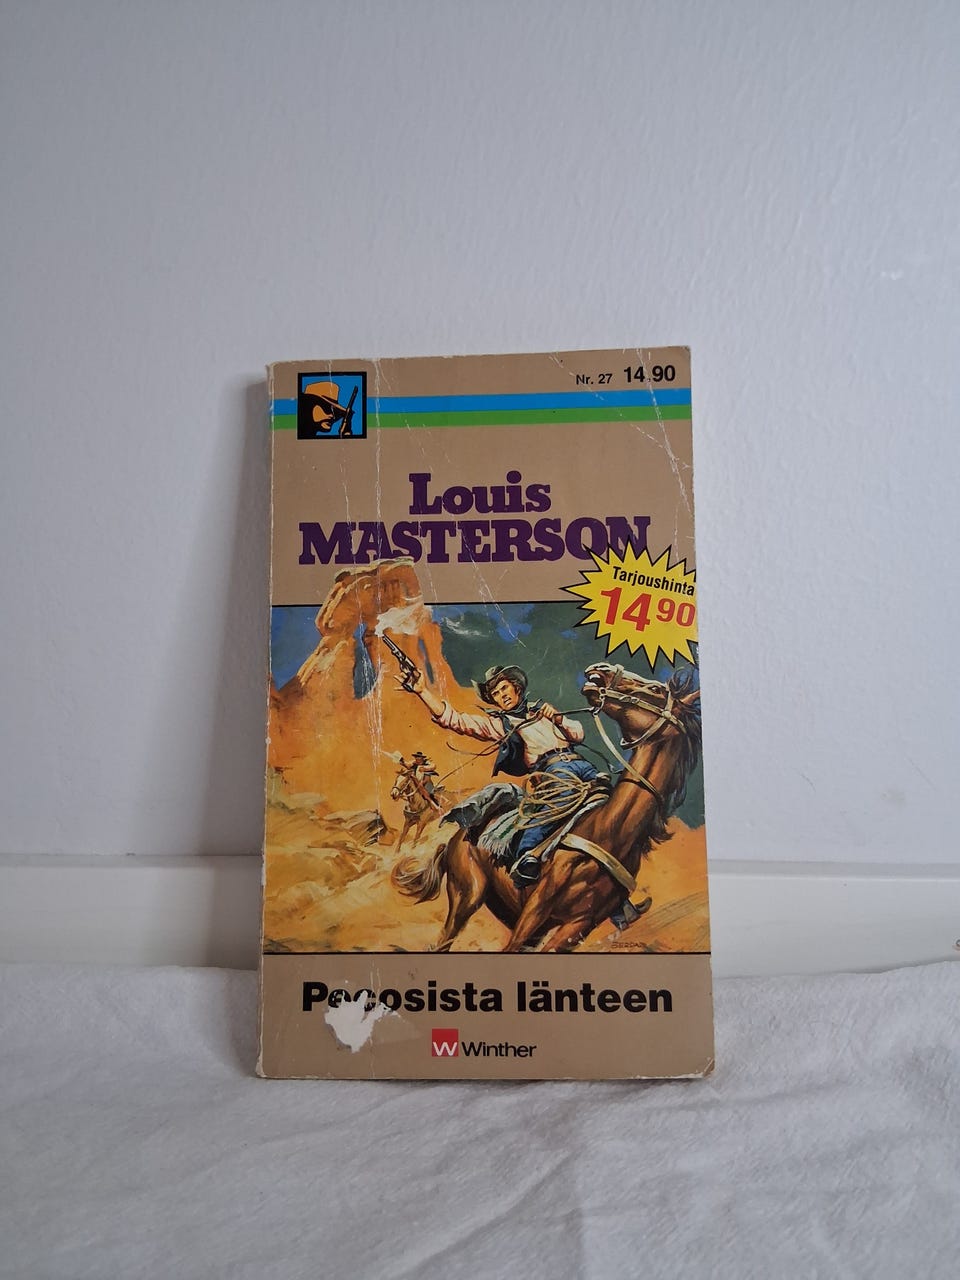 Nr. 27 14.90
Louis
MASTERSON
Tarjoushinta
14 90
Pecosista länteen
W Winther